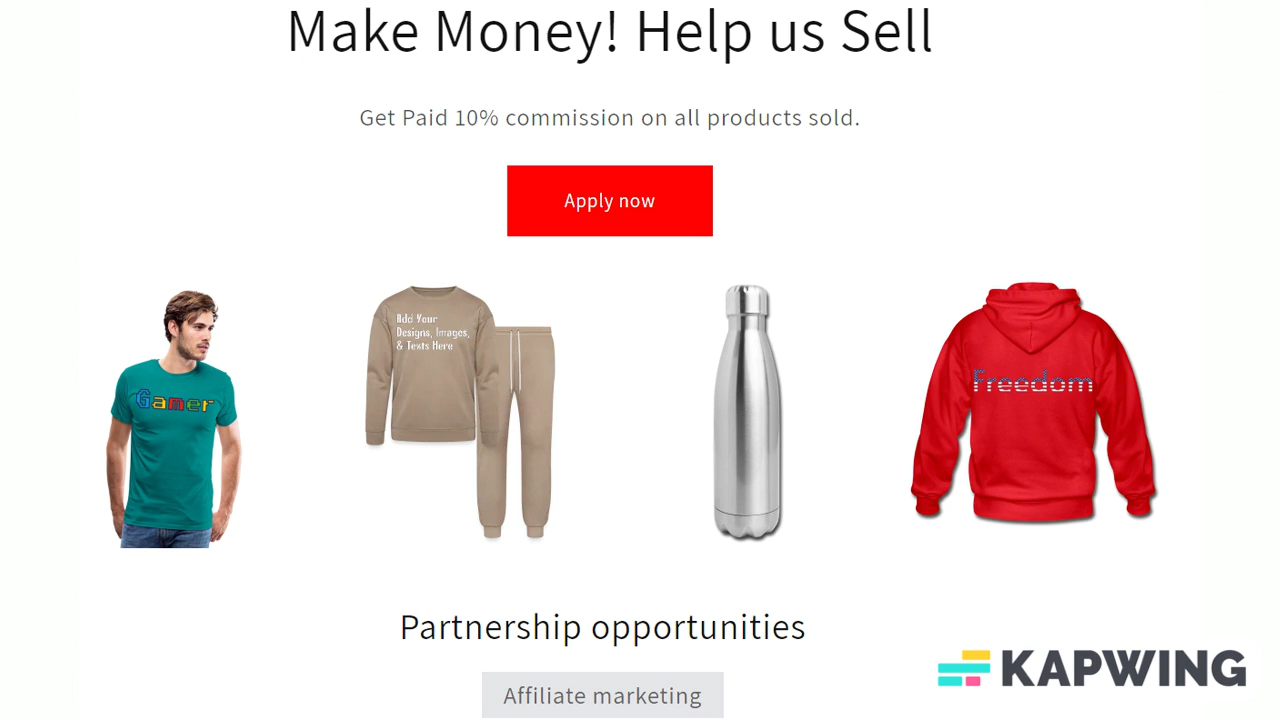 Make Money! Help us Sell
Get Paid 10% commission on all products sold.
Apply now
Gamer
Add Your
Designs, Images,
& Texts Here
Freedom
Partnership opportunities
Affiliate marketing
KAPWING